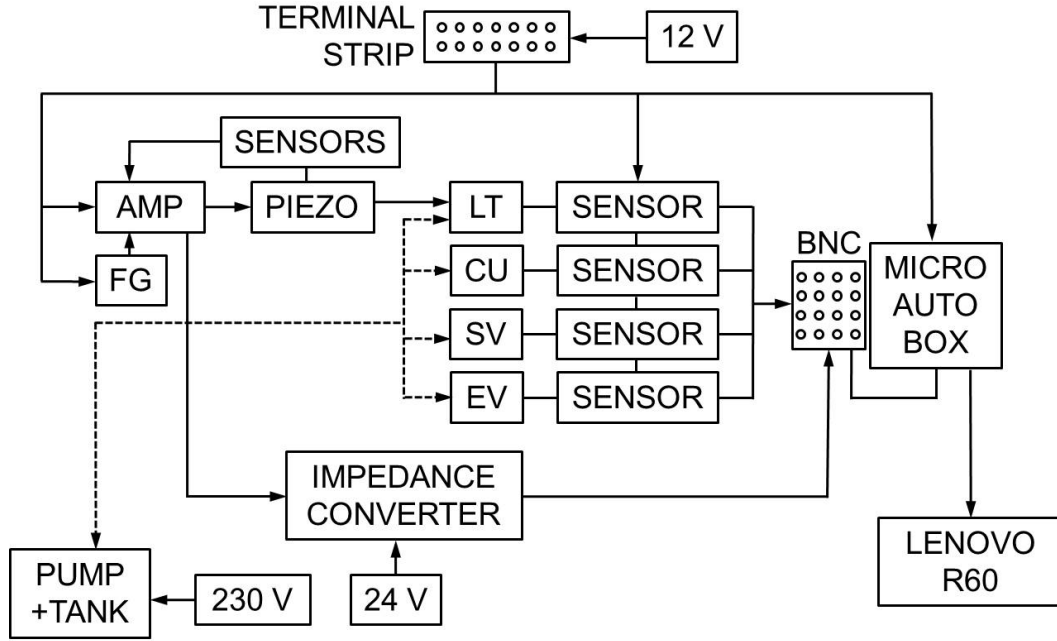 TERMINAL
STRIP
12 V
SENSORS
AMP
PIEZO
LT
SENSOR
FG
CU
SENSOR
SV
SENSOR
EV
SENSOR
BNC
MICRO
AUTO
BOX
IMPEDANCE
CONVERTER
PUMP
+TANK
230 V
24 V
LENOVO
R60